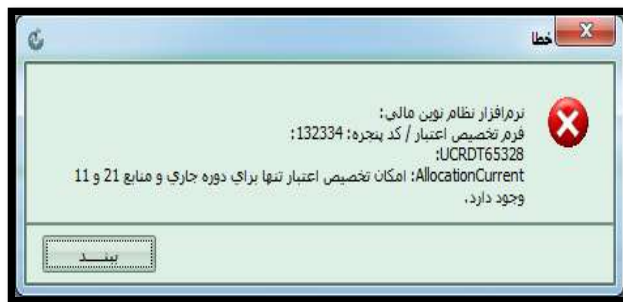 خطا
نرم‌افزار نظام نوین مالی:
فرم تخصیص اعتبار / کد پنجره: 132334:
UCRDT65328:
AllocationCurrent: امکان تخصیص اعتبار تنها برای دوره جاری و منابع 21 و 11
وجود دارد.
ببنـــد